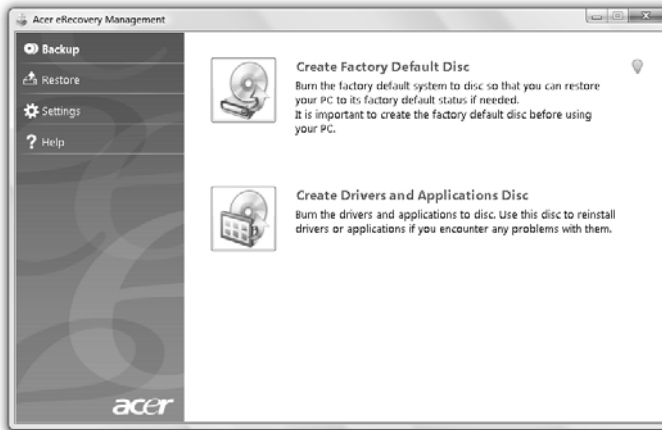 Acer eRecovery Management
Backup
Restore
Settings
Help
Create Factory Default Disc
Burn the factory default system to disc so that you can restore
your PC to its factory default status if needed.
It is important to create the factory default disc before using
your PC.
Create Drivers and Applications Disc
Burn the drivers and applications to disc. Use this disc to reinstall
drivers or applications if you encounter any problems with them.
acer